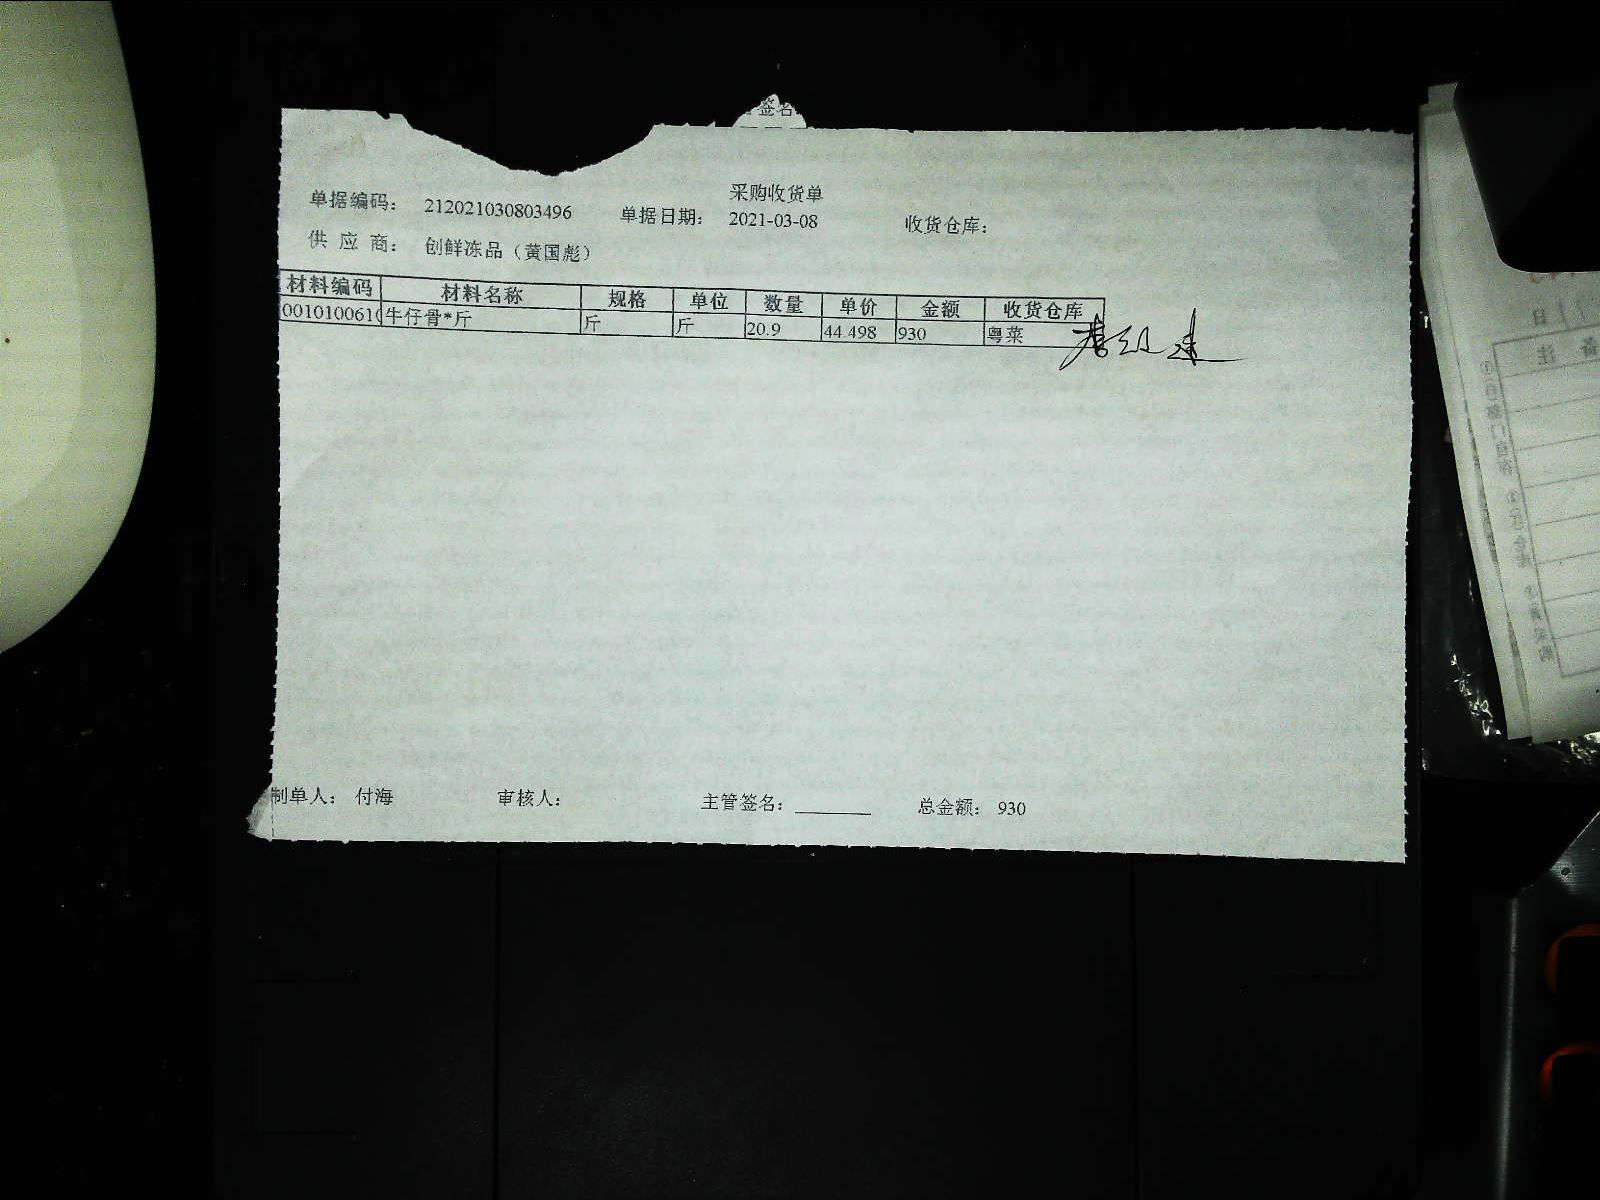 签名
采购收货单
单据编码： 212021030803496 单据日期： 2021-03-08 收货仓库：
供 应 商： 创鲜冻品（黄国彪）
材料编码 材料名称 规格 单位 数量 单价 金额 收货仓库
0010100610 牛仔骨*斤 斤 斤 20.9 44.498 930 粤菜
制单人： 付海 审核人： 主管签名： 总金额： 930
备 注
日